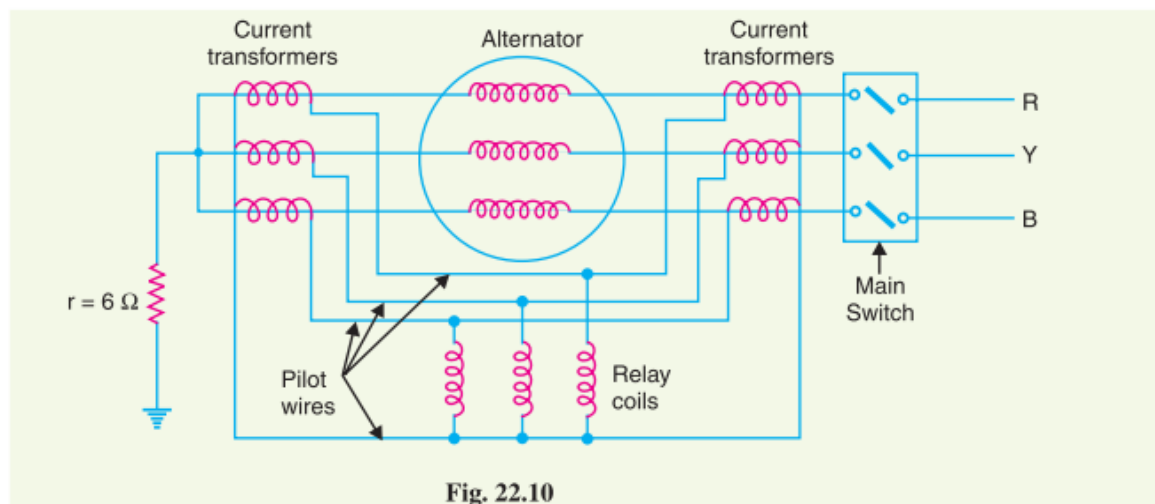 Current
transformers
Alternator
Current
transformers
R
Y
B
r = 6 Ω
Main
Switch
Pilot
wires
Relay
coils
Fig. 22.10